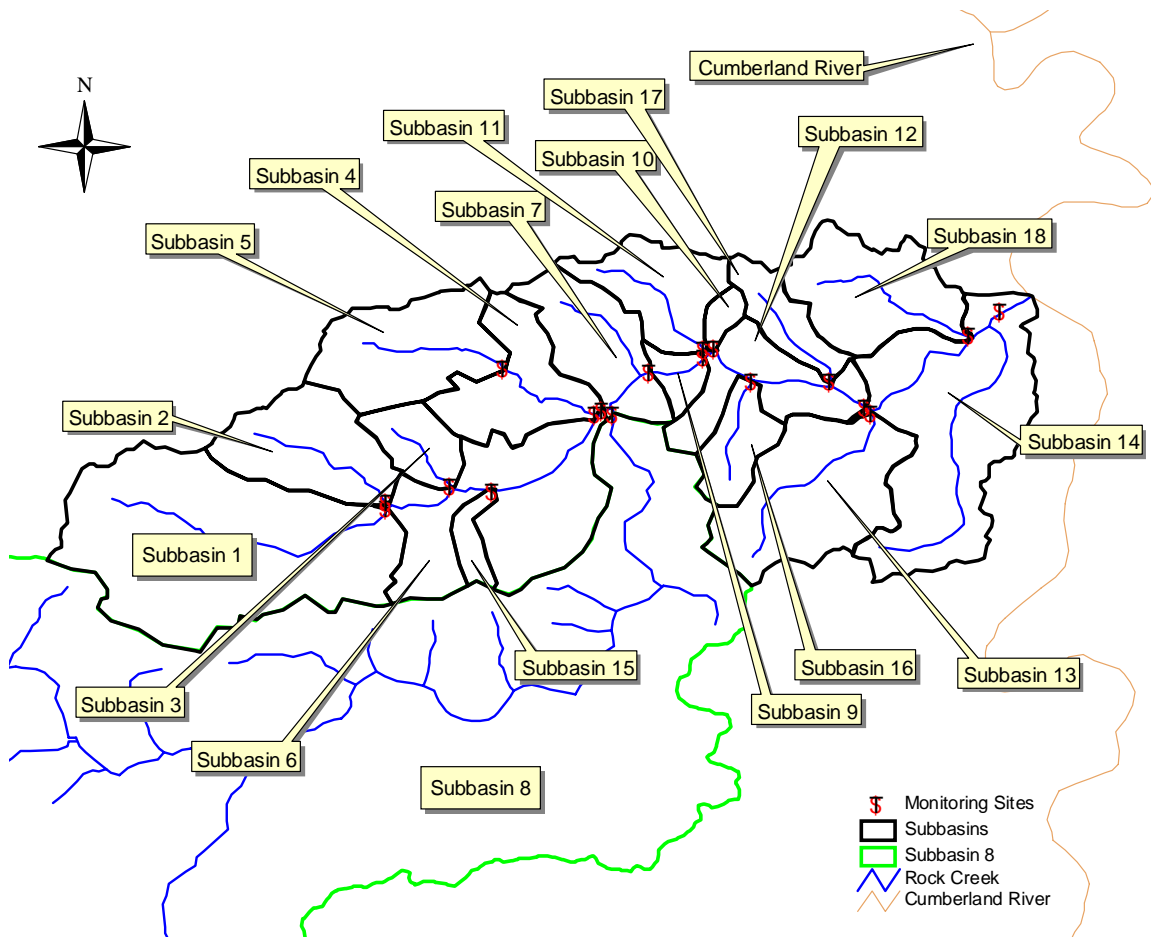 Cumberland River
N
Subbasin 17
Subbasin 11
Subbasin 12
Subbasin 10
Subbasin 4
Subbasin 7
Subbasin 5
Subbasin 18
Subbasin 2
Subbasin 14
Subbasin 1
Subbasin 15
Subbasin 16
Subbasin 13
Subbasin 3
Subbasin 9
Subbasin 6
Subbasin 8
Monitoring Sites
Subbasins
Subbasin 8
Rock Creek
Cumberland River